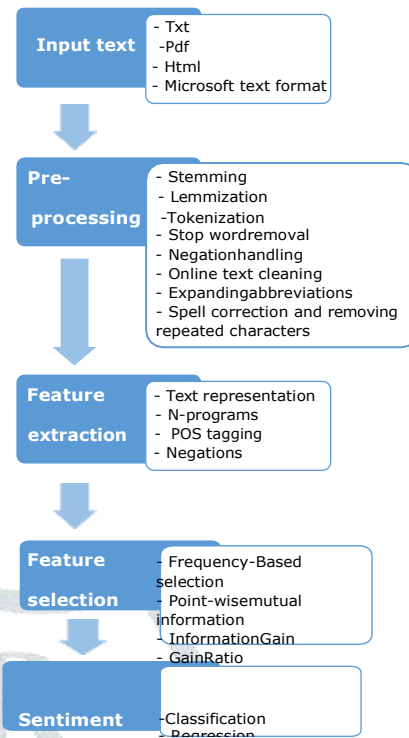 Input text
- Txt
-Pdf
- Html
- Microsoft text format
Pre-
processing
- Stemming
- Lemmization
-Tokenization
- Stop wordremoval
- Negationhandling
- Online text cleaning
- Expandingabbreviations
- Spell correction and removing
repeated characters
Feature
extraction
- Text representation
- N-programs
- POS tagging
- Negations
Feature
selection
- Frequency-Based
selection
- Point-wisemutual
information
- InformationGain
- GainRatio
Sentiment
-Classification
- Regression